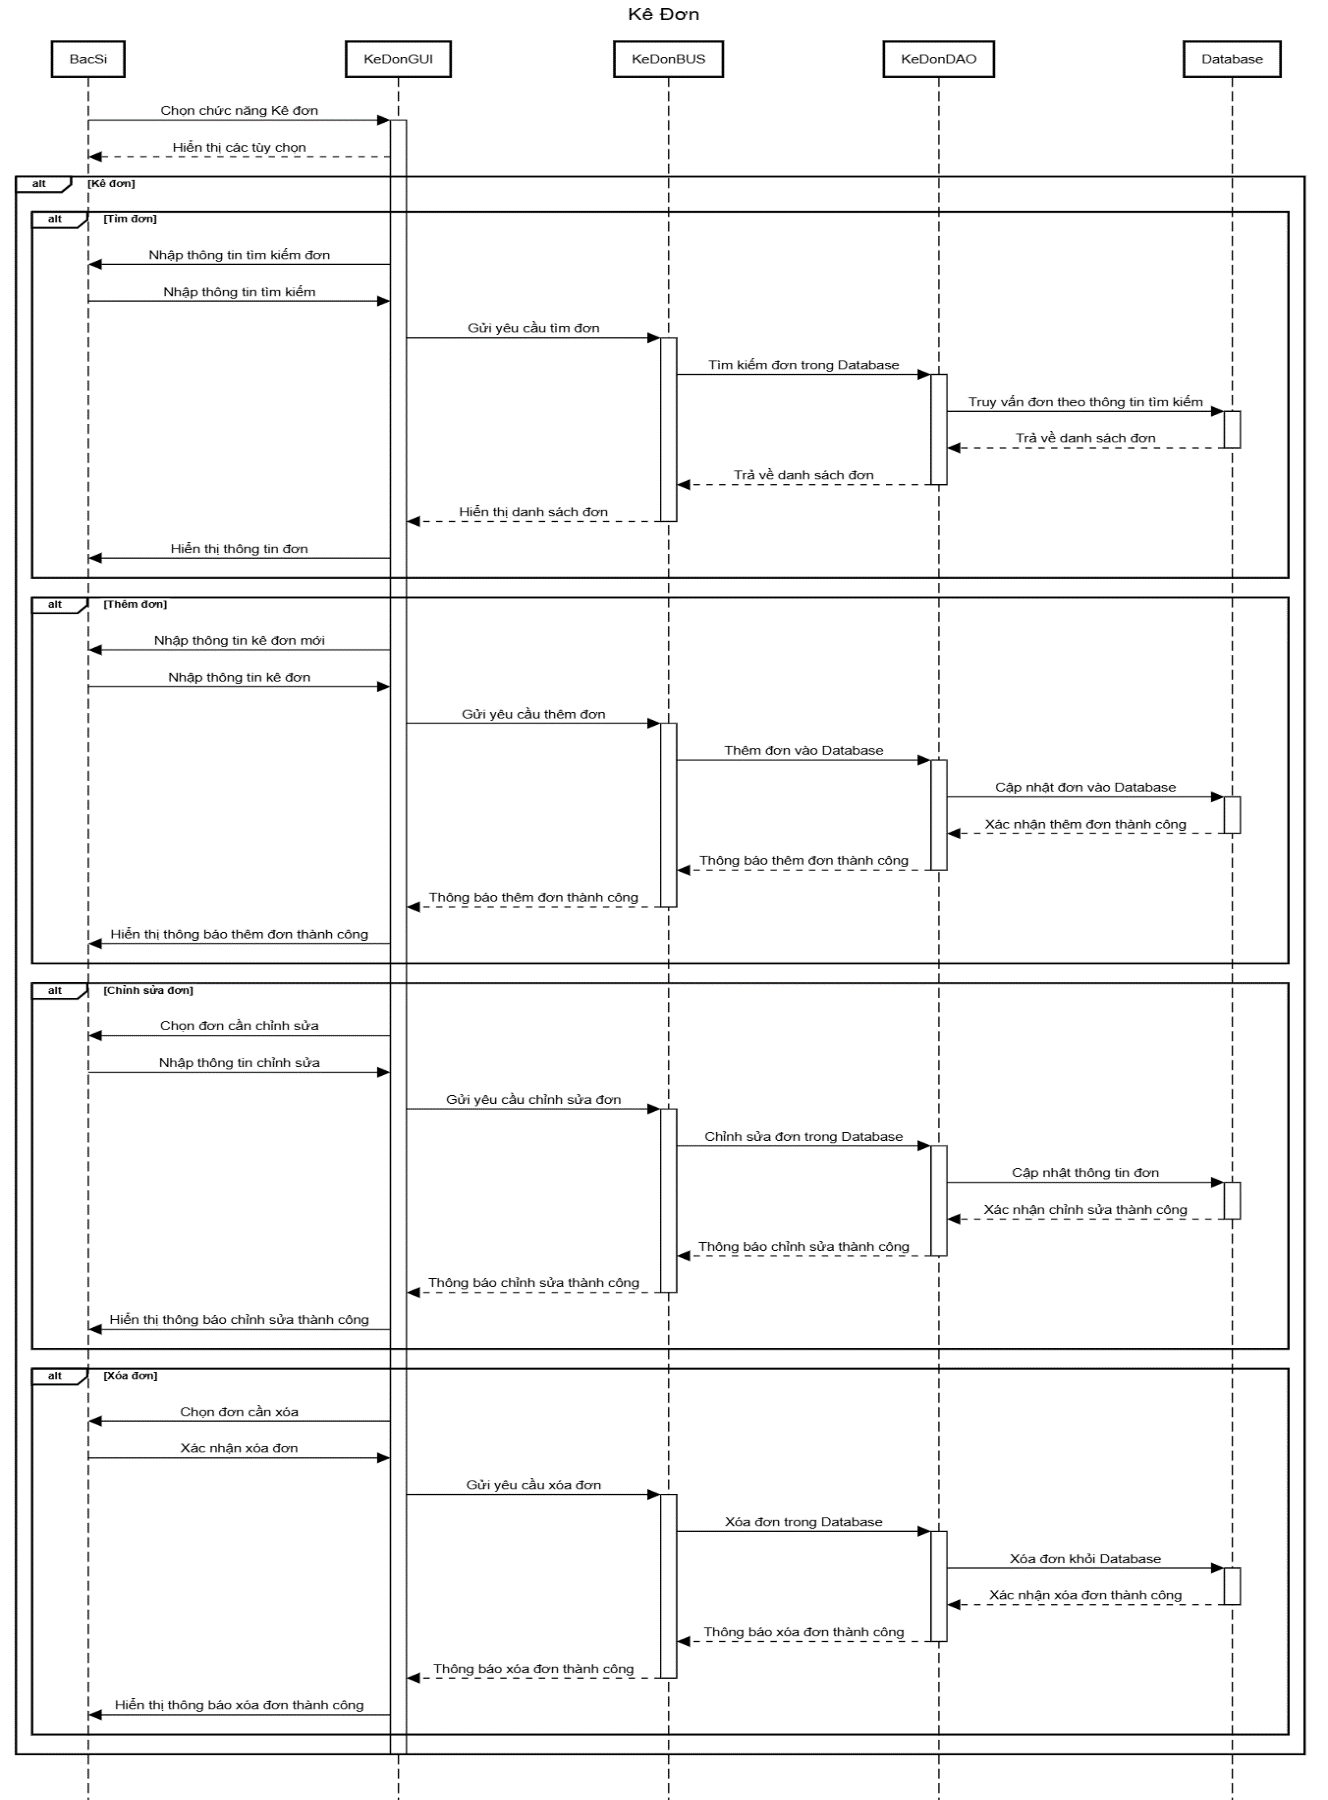 Kê Đơn
BacSi
KeDonGUI
KeDonBUS
KeDonDAO
Database
Chọn chức năng Kê đơn
Hiển thị các tùy chọn
alt
[Kê đơn]
alt
[Tìm đơn]
Nhập thông tin tìm kiếm đơn
Nhập thông tin tìm kiếm
Gửi yêu cầu tìm đơn
Tìm kiếm đơn trong Database
Truy vấn đơn theo thông tin tìm kiếm
Trả về danh sách đơn
Trả về danh sách đơn
Hiển thị danh sách đơn
Hiển thị thông tin đơn
alt
[Thêm đơn]
Nhập thông tin kê đơn mới
Nhập thông tin kê đơn
Gửi yêu cầu thêm đơn
Thêm đơn vào Database
Cập nhật đơn vào Database
Xác nhận thêm đơn thành công
Thông báo thêm đơn thành công
Thông báo thêm đơn thành công
Hiển thị thông báo thêm đơn thành công
alt
[Chỉnh sửa đơn]
Chọn đơn cần chỉnh sửa
Nhập thông tin chỉnh sửa
Gửi yêu cầu chỉnh sửa đơn
Chỉnh sửa đơn trong Database
Cập nhật thông tin đơn
Xác nhận chỉnh sửa thành công
Thông báo chỉnh sửa thành công
Thông báo chỉnh sửa thành công
Hiển thị thông báo chỉnh sửa thành công
alt
[Xóa đơn]
Chọn đơn cần xóa
Xác nhận xóa đơn
Gửi yêu cầu xóa đơn
Xóa đơn trong Database
Xóa đơn khỏi Database
Xác nhận xóa đơn thành công
Thông báo xóa đơn thành công
Thông báo xóa đơn thành công
Hiển thị thông báo xóa đơn thành công